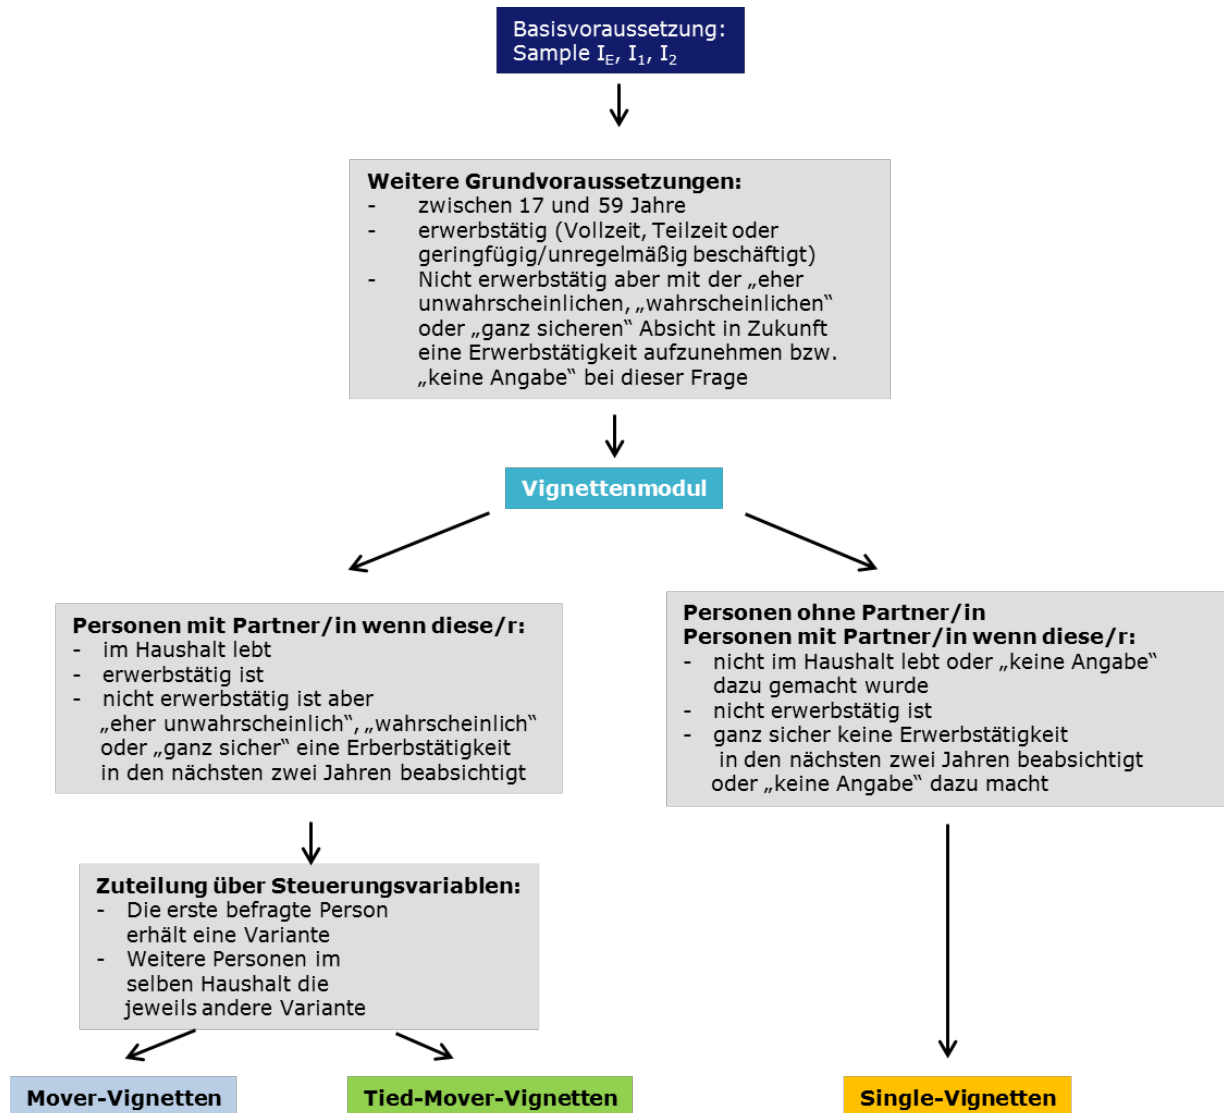 Basisvoraussetzung:
Sample I_E, I_1, I_2
Weitere Grundvoraussetzungen:
- zwischen 17 und 59 Jahre
- erwerbstätig (Vollzeit, Teilzeit oder
geringfügig/unregelmäßig beschäftigt)
- Nicht erwerbstätig aber mit der „eher
unwahrscheinlichen, „wahrscheinlichen“
oder „ganz sicheren“ Absicht in Zukunft
eine Erwerbstätigkeit aufzunehmen bzw.
„keine Angabe“ bei dieser Frage
Vignettenmodul
Personen mit Partner/in wenn diese/r:
- im Haushalt lebt
- erwerbstätig ist
- nicht erwerbstätig ist aber
„eher unwahrscheinlich“, „wahrscheinlich“
oder „ganz sicher“ eine Erberbstätigkeit
in den nächsten zwei Jahren beabsichtigt
Personen ohne Partner/in
Personen mit Partner/in wenn diese/r:
- nicht im Haushalt lebt oder „keine Angabe“
dazu gemacht wurde
- nicht erwerbstätig ist
- ganz sicher keine Erwerbstätigkeit
in den nächsten zwei Jahren beabsichtigt
oder „keine Angabe“ dazu macht
Zuteilung über Steuerungsvariablen:
- Die erste befragte Person
erhält eine Variante
- Weitere Personen im
selben Haushalt die
jeweils andere Variante
Mover-Vignetten
Tied-Mover-Vignetten
Single-Vignetten